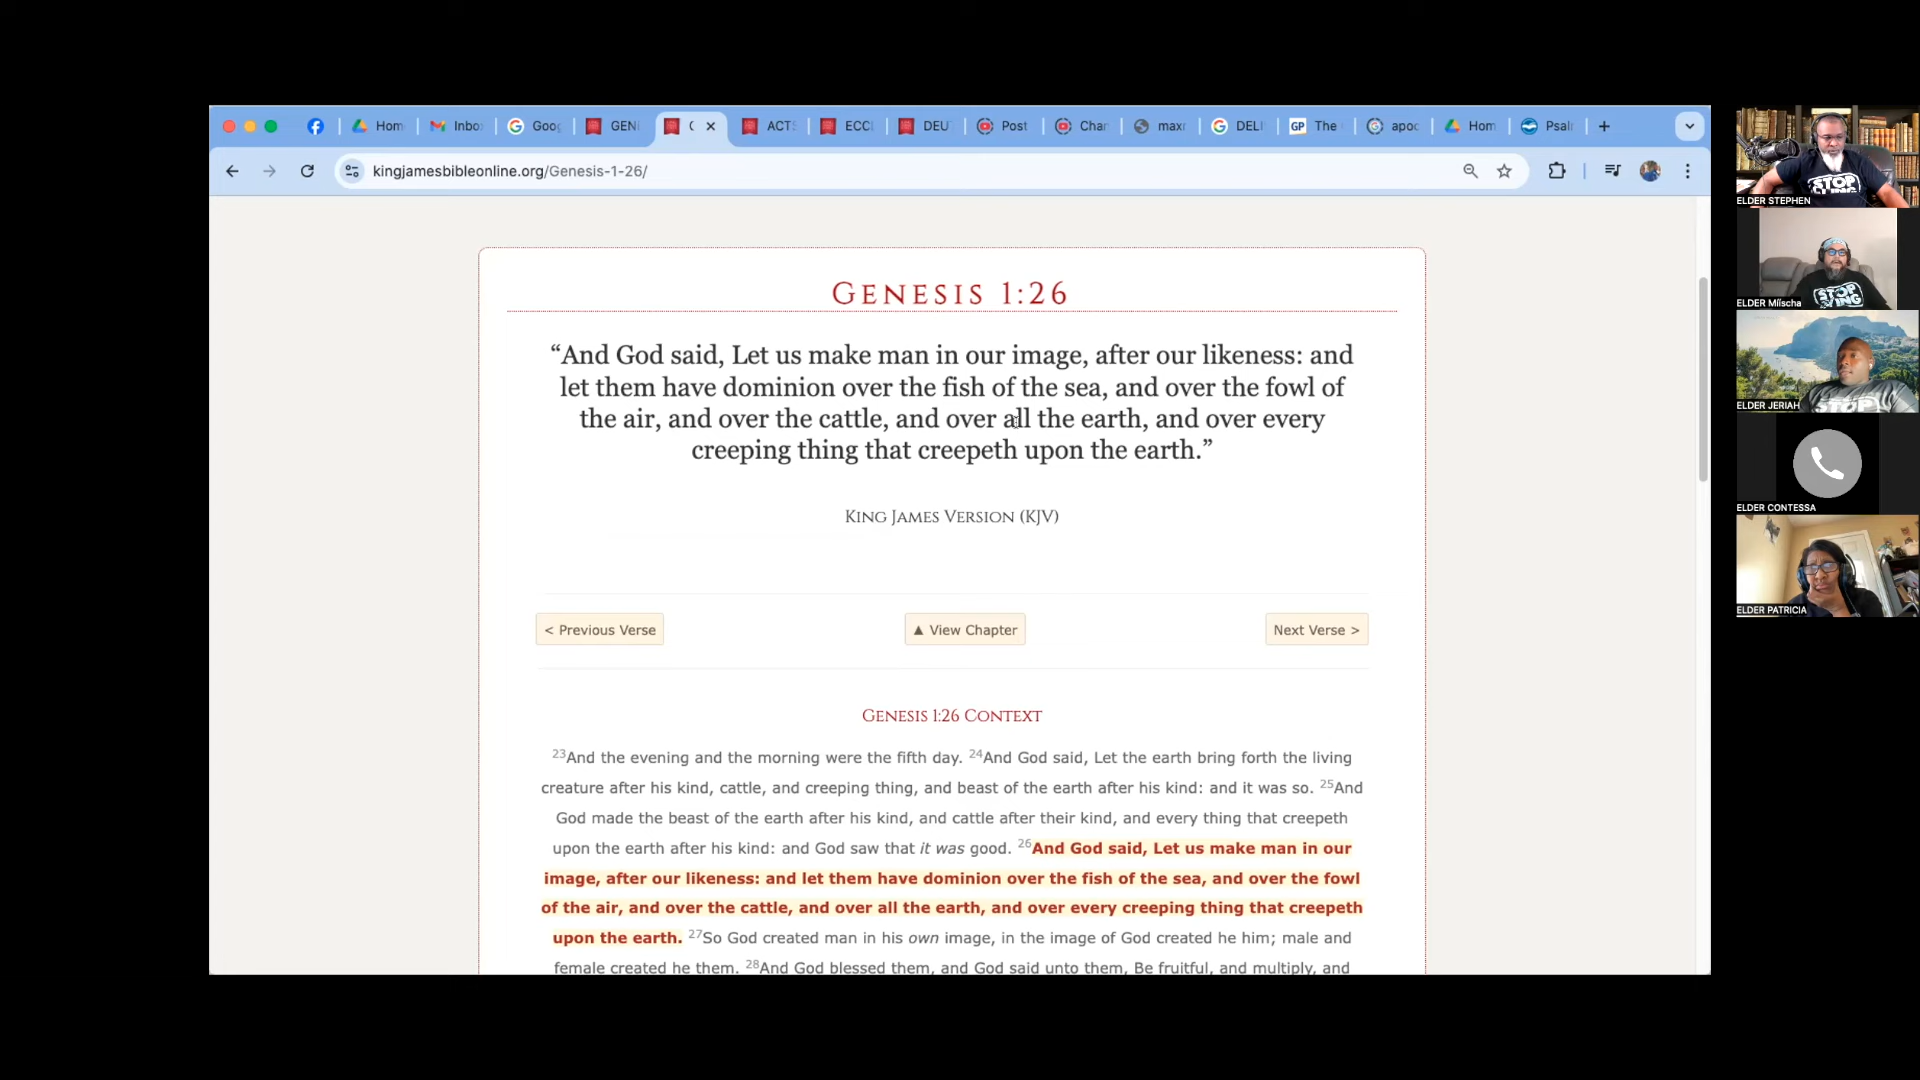 Hom
Inbo
Goog
GEN
ACTS
ECCL
DEU
Post
Chan
maxr
DELI
GP
The
apoc
Hom
Psalr
kingjamesbibleonline.org/Genesis-1-26/
GENESIS 1:26
“And God said, Let us make man in our image, after our likeness: and
let them have dominion over the fish of the sea, and over the fowl of
the air, and over the cattle, and over all the earth, and over every
creeping thing that creepeth upon the earth.”
KING JAMES VERSION (KJV)
< Previous Verse
▲ View Chapter
Next Verse >
GENESIS 1:26 CONTEXT
23And the evening and the morning were the fifth day. 24And God said, Let the earth bring forth the living
creature after his kind, cattle, and creeping thing, and beast of the earth after his kind: and it was so. 25And
God made the beast of the earth after his kind, and cattle after their kind, and every thing that creepeth
upon the earth after his kind: and God saw that it was good. 26And God said, Let us make man in our
image, after our likeness: and let them have dominion over the fish of the sea, and over the fowl
of the air, and over the cattle, and over all the earth, and over every creeping thing that creepeth
upon the earth. 27So God created man in his own image, in the image of God created he him; male and
female created he them. 28And God blessed them, and God said unto them, Be fruitful, and multiply, and
STOP
ELDER STEPHEN
STOP
ELDER Miischa
STOP
ELDER JERIAH
ELDER CONTESSA
ELDER PATRICIA